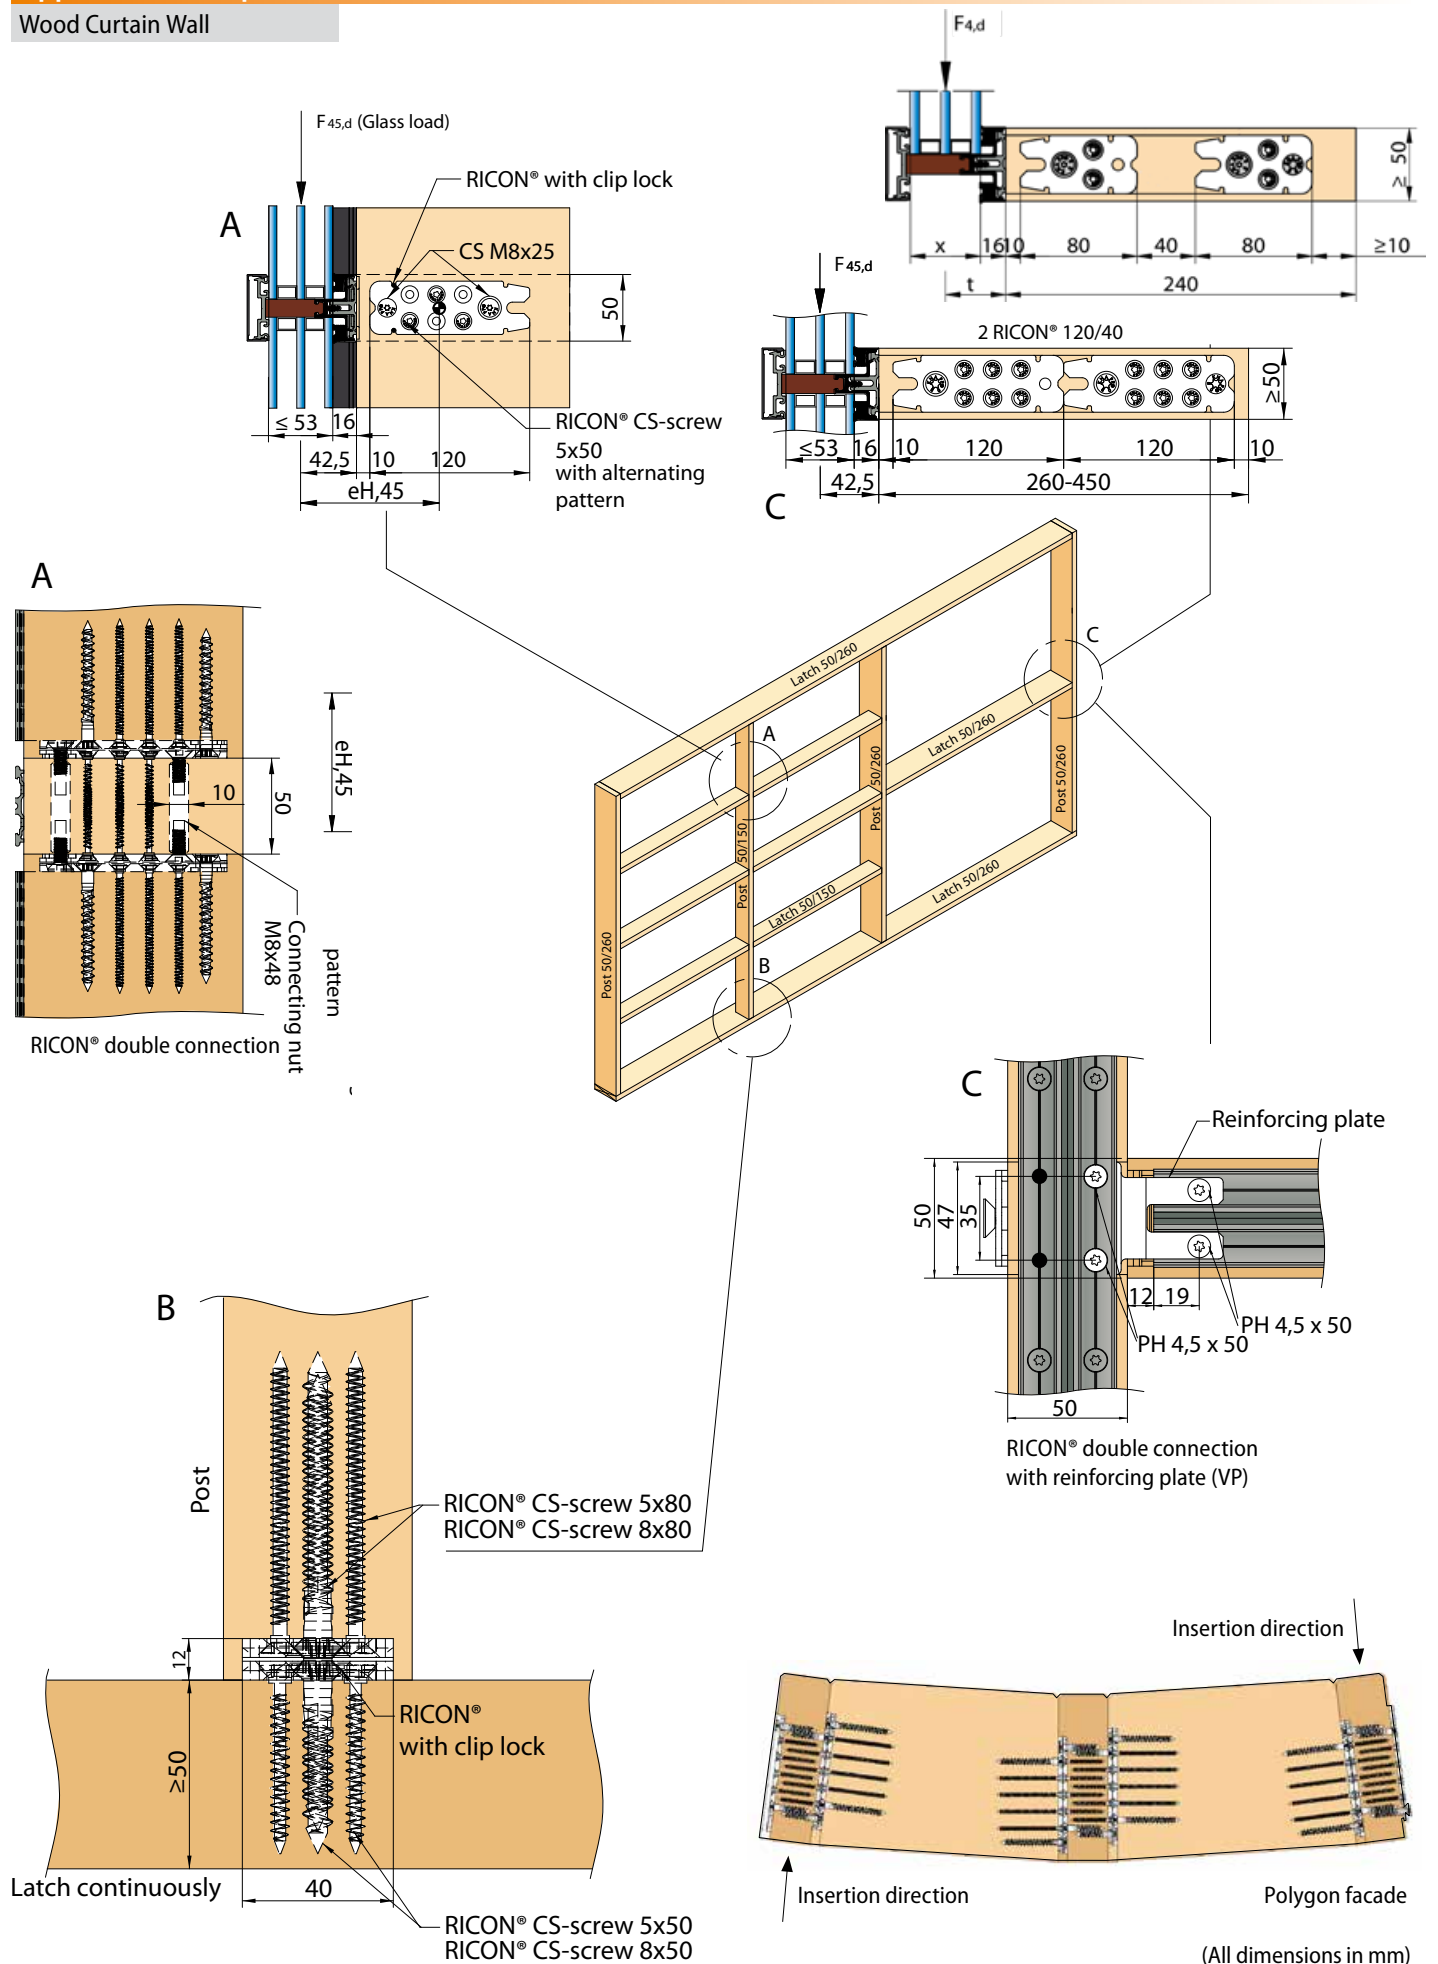 Wood Curtain Wall
F4,d
≥ 50
x
16
10
80
40
80
≥10
t
240
F45,d (Glass load)
RICON® with clip lock
A
CS M8x25
50
≤ 53
16
42,5
10
120
eH,45
RICON® CS-screw
5x50
with alternating
pattern
F45,d
2 RICON® 120/40
≥50
≤53
16
10
120
120
10
42,5
260-450
C
A
eH,45
10
50
Connecting nut
M8x48
pattern
RICON® double connection
Latch 50/260
C
A
Latch 50/260
Post 50/260
50/260
Post
50/150
Post
Latch 50/150
Latch 50/260
Post 50/260
B
C
Reinforcing plate
50
47
35
12
19
PH 4,5 x 50
PH 4,5 x 50
50
RICON® double connection
with reinforcing plate (VP)
B
Post
RICON® CS-screw 5x80
RICON® CS-screw 8x80
12
RICON®
with clip lock
≥50
Latch continuously
40
RICON® CS-screw 5x50
RICON® CS-screw 8x50
Insertion direction
Insertion direction
Polygon facade
(All dimensions in mm)